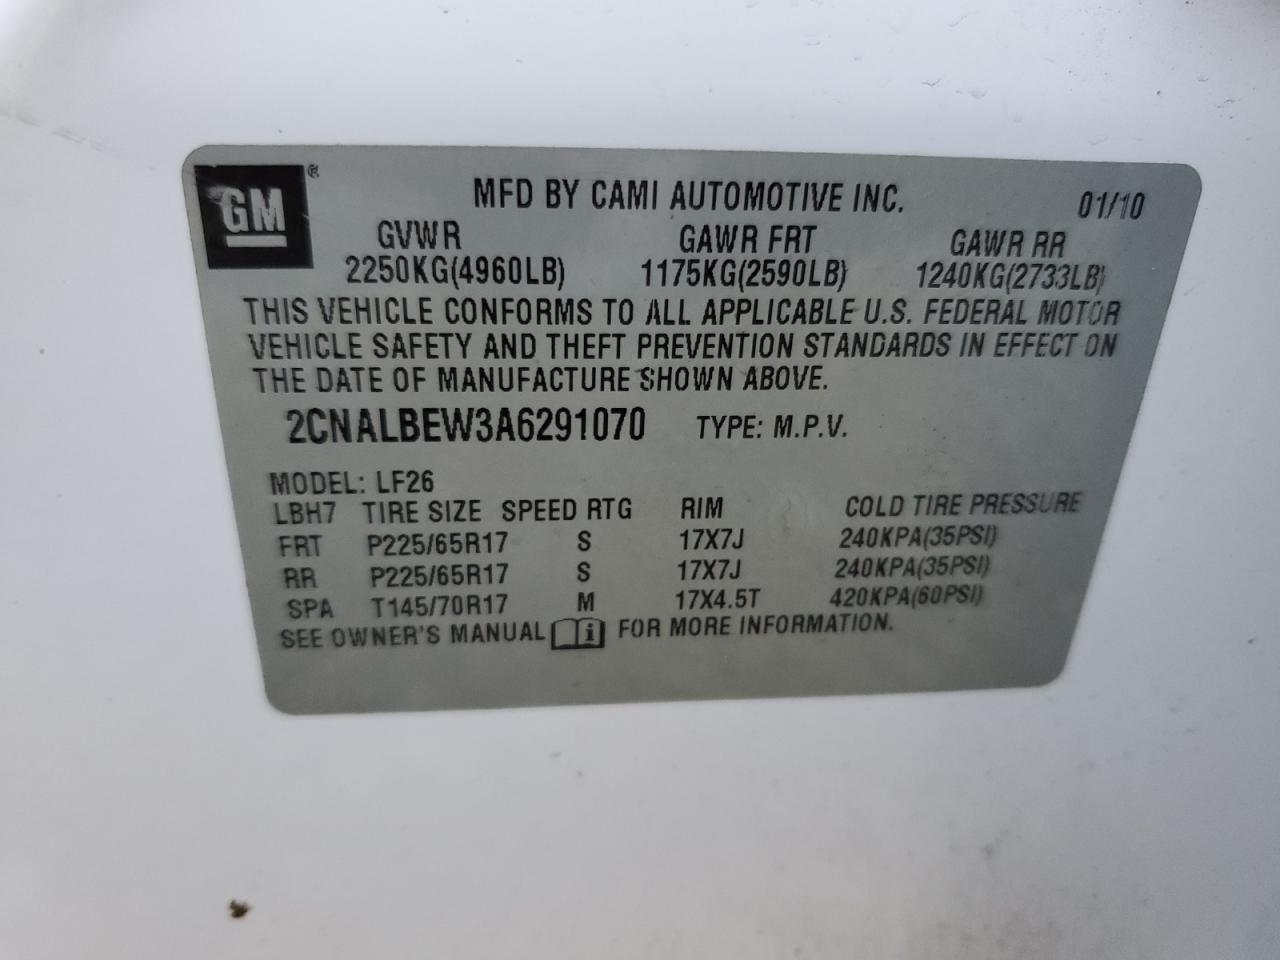 GM®
MFD BY CAMI AUTOMOTIVE INC. 01/10
GVWR GAWR FRT GAWR RR
2250KG(4960LB) 1175KG(2590LB) 1240KG(2733LB)
THIS VEHICLE CONFORMS TO ALL APPLICABLE U.S. FEDERAL MOTOR
VEHICLE SAFETY AND THEFT PREVENTION STANDARDS IN EFFECT ON
THE DATE OF MANUFACTURE SHOWN ABOVE.
2CNALBEW3A6291070 TYPE: M.P.V.
MODEL: LF26
LBH7 TIRE SIZE SPEED RTG RIM COLD TIRE PRESSURE
FRT P225/65R17 S 17X7J 240KPA(35PSI)
RR P225/65R17 S 17X7J 240KPA(35PSI)
SPA T145/70R17 M 17X4.5T 420KPA(60PSI)
SEE OWNER'S MANUAL i FOR MORE INFORMATION.